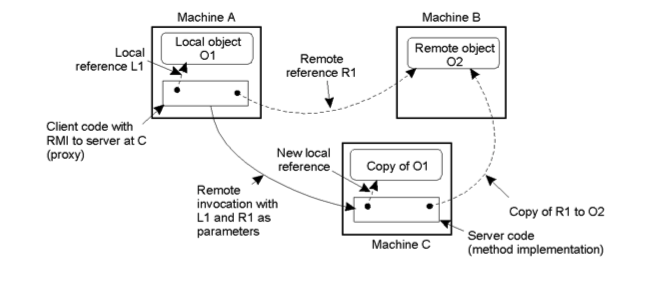 Machine A
Machine B
Local object
O1
Remote object
O2
Local
reference L1
Remote
reference R1
Client code with
RMI to server at C
(proxy)
New local
reference
Copy of O1
Remote
invocation with
L1 and R1 as
parameters
Copy of R1 to O2
Server code
(method implementation)
Machine C